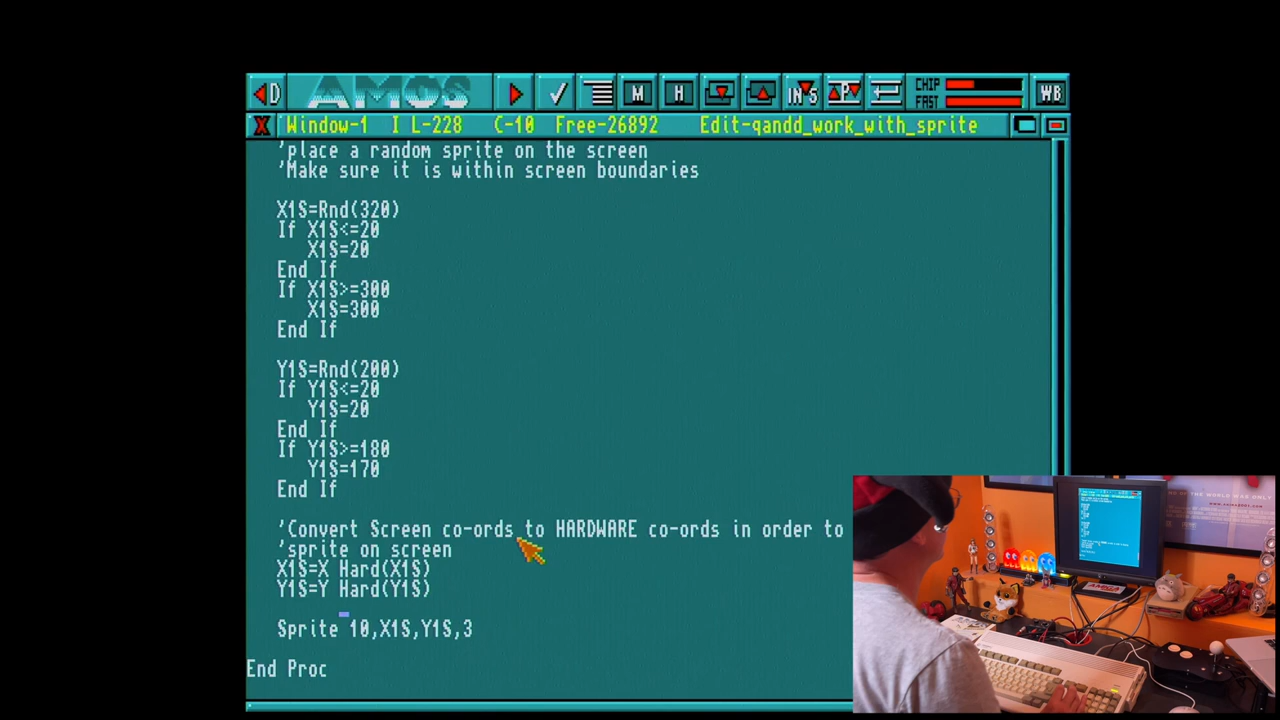 D AMOS M H INS P CHIP FAST WB
X Window-1 I L-228 C-10 Free-26892 Edit-qandd_work_with_sprite
'place a random sprite on the screen
'Make sure it is within screen boundaries
X1S=Rnd(320)
If X1S<=20
X1S=20
End If
If X1S>=300
X1S=300
End If
Y1S=Rnd(200)
If Y1S<=20
Y1S=20
End If
If Y1S>=180
Y1S=170
End If
'Convert Screen co-ords to HARDWARE co-ords in order to
'sprite on screen
X1S=X Hard(X1S)
Y1S=Y Hard(Y1S)
Sprite 10,X1S,Y1S,3
End Proc